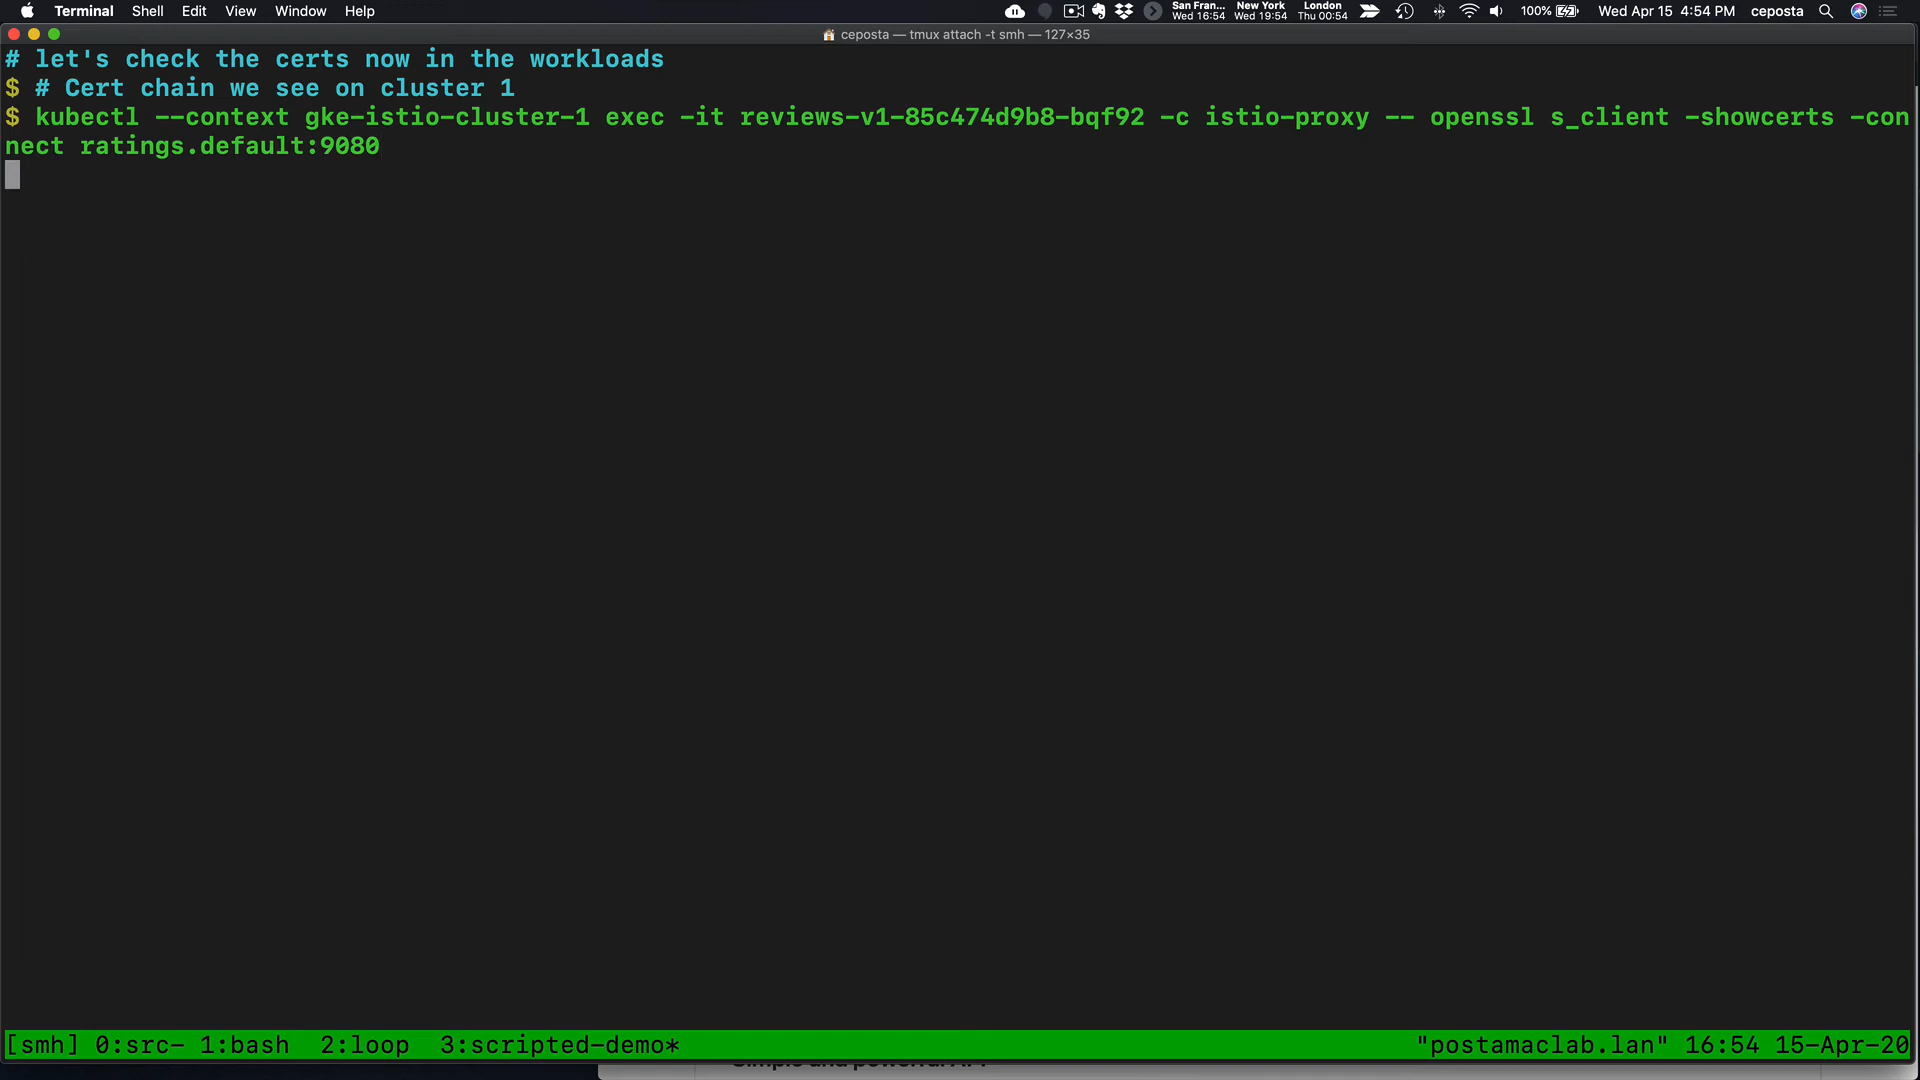 Terminal Shell Edit View Window Help
San Fran... New York London
Wed 16:54 Wed 19:54 Thu 00:54
100% Wed Apr 15 4:54 PM ceposta
ceposta — tmux attach -t smh — 127×35
# let's check the certs now in the workloads
$ # Cert chain we see on cluster 1
$ kubectl --context gke-istio-cluster-1 exec -it reviews-v1-85c474d9b8-bqf92 -c istio-proxy -- openssl s_client -showcerts -con
nect ratings.default:9080
[smh] 0:src- 1:bash 2:loop 3:scripted-demo* "postamaclab.lan" 16:54 15-Apr-20